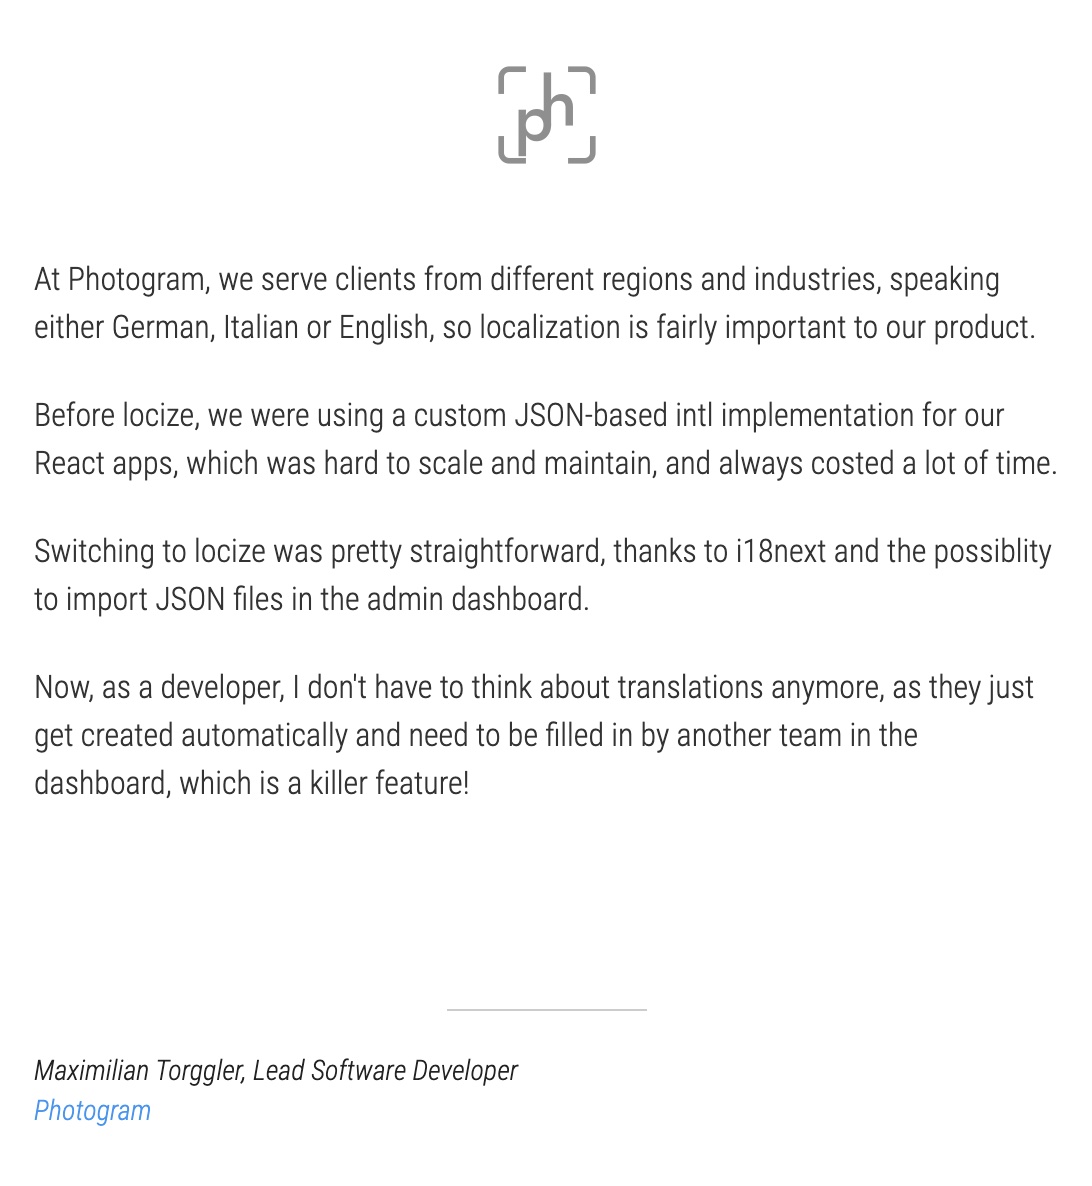 ph
At Photogram, we serve clients from different regions and industries, speaking
either German, Italian or English, so localization is fairly important to our product.
Before locize, we were using a custom JSON-based intl implementation for our
React apps, which was hard to scale and maintain, and always costed a lot of time.
Switching to locize was pretty straightforward, thanks to i18next and the possiblity
to import JSON files in the admin dashboard.
Now, as a developer, I don't have to think about translations anymore, as they just
get created automatically and need to be filled in by another team in the
dashboard, which is a killer feature!
Maximilian Torggler, Lead Software Developer
Photogram